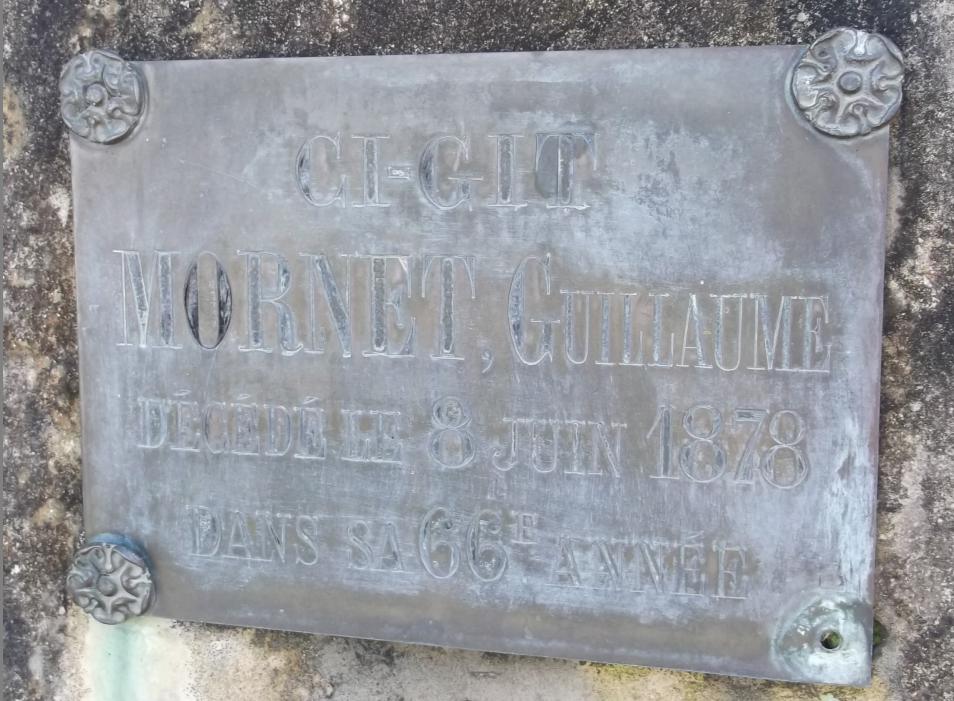 CI-GIT
MORNET, GUILLAUME
DÉCÉDÉ LE 8 JUIN 1878
DANS SA 66E ANNÉE